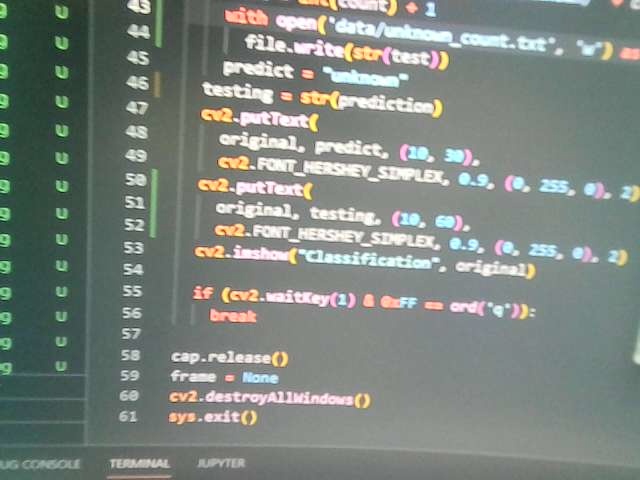 43 (count) + 1
44 with open('data/unknown_count.txt', 'w') as
45 file.write(str(test))
46 predict = "unknown"
47 testing = str(prediction)
48 cv2.putText(
49 original, predict, (10, 30),
50 cv2.FONT_HERSHEY_SIMPLEX, 0.9, (0, 255, 0), 2)
51 cv2.putText(
52 original, testing, (10, 60),
53 cv2.FONT_HERSHEY_SIMPLEX, 0.9, (0, 255, 0), 2)
54 cv2.imshow("Classification", original)
55
56 if (cv2.waitKey(1) & 0xFF == ord('q')):
57 break
58 cap.release()
59 frame = None
60 cv2.destroyAllWindows()
61 sys.exit()
UG CONSOLE TERMINAL JUPYTER